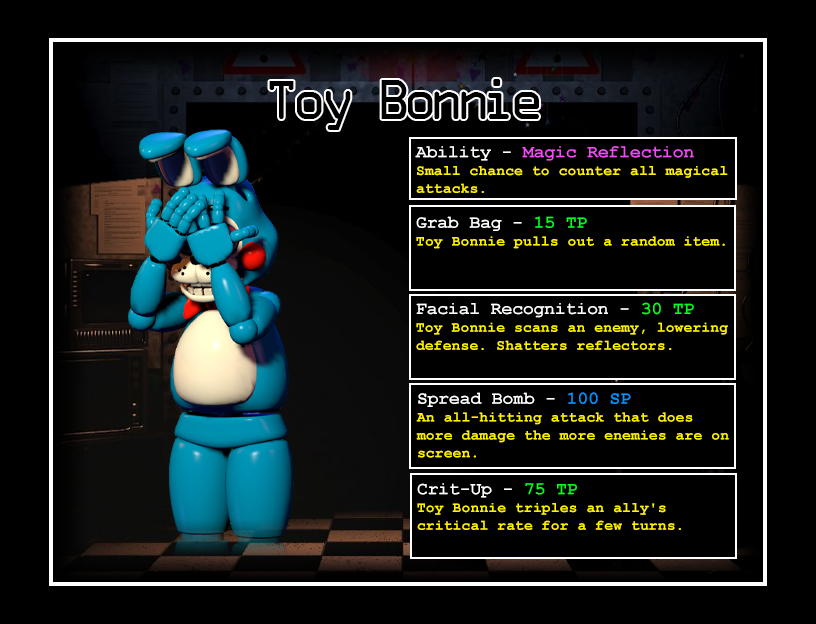 Toy Bonnie
Ability - Magic Reflection
Small chance to counter all magical
attacks.
Grab Bag - 15 TP
Toy Bonnie pulls out a random item.
Facial Recognition - 30 TP
Toy Bonnie scans an enemy, lowering
defense. Shatters reflectors.
Spread Bomb - 100 SP
An all-hitting attack that does
more damage the more enemies are on
screen.
Crit-Up - 75 TP
Toy Bonnie triples an ally's
critical rate for a few turns.